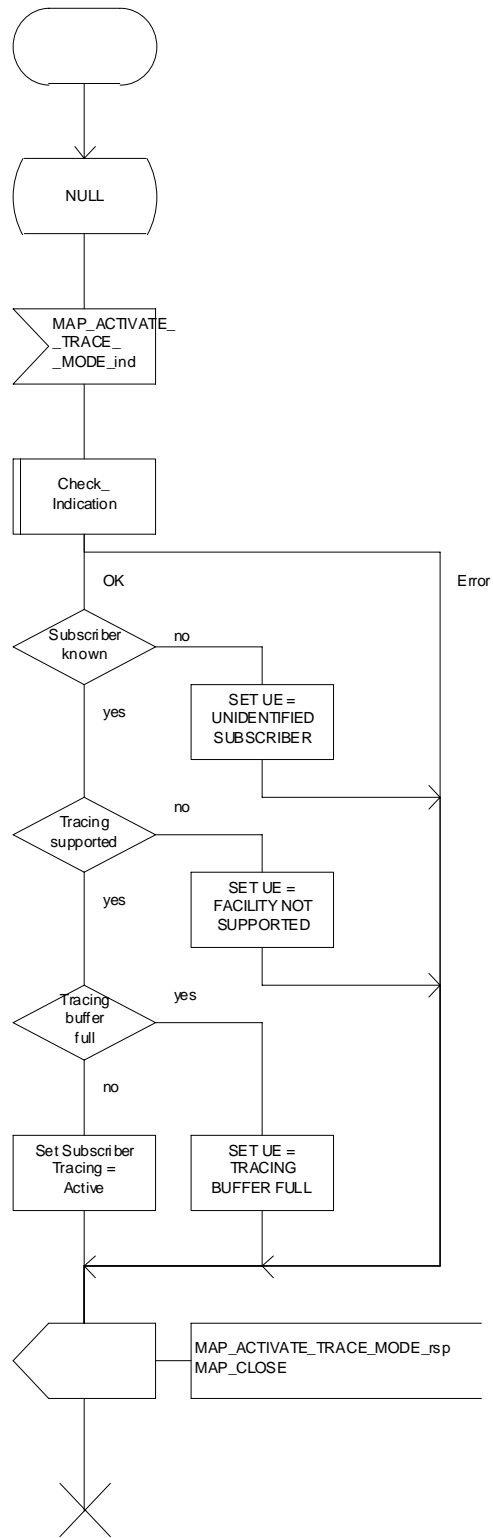 NULL
MAP_ACTIVATE_
_TRACE_
_MODE_ind
Check_
Indication
OK
Error
Subscriber
known
no
yes
SET UE =
UNIDENTIFIED
SUBSCRIBER
Tracing
supported
no
yes
SET UE =
FACILITY NOT
SUPPORTED
Tracing
buffer
full
yes
no
Set Subscriber
Tracing =
Active
SET UE =
TRACING
BUFFER FULL
MAP_ACTIVATE_TRACE_MODE_rsp
MAP_CLOSE